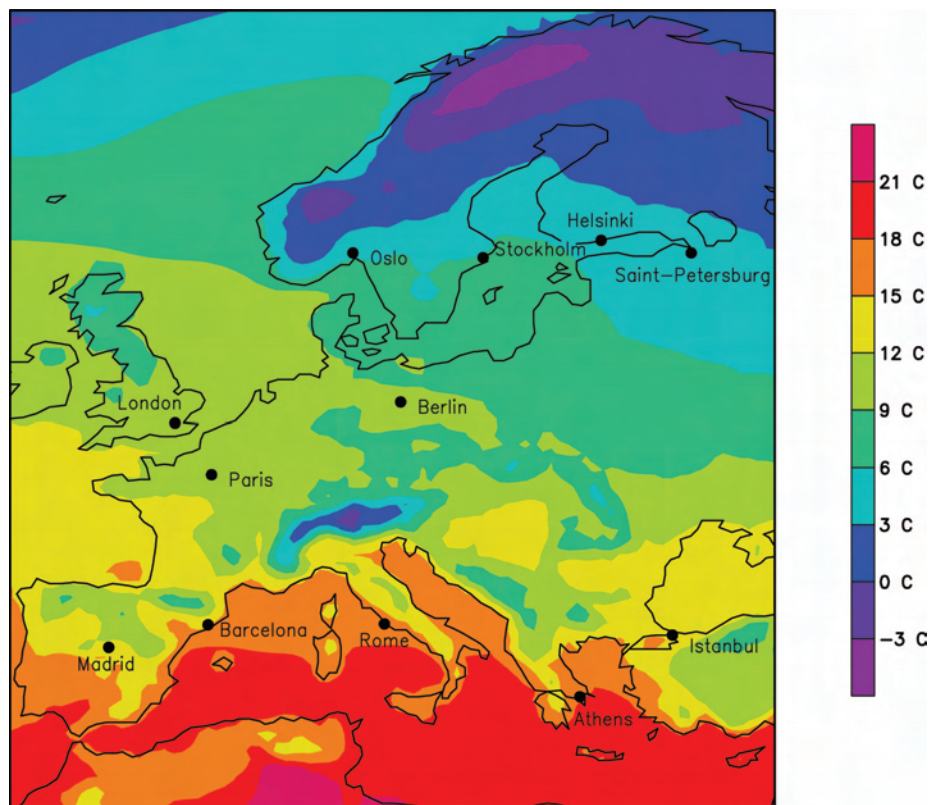 Helsinki
Oslo
Stockholm
Saint-Petersburg
London
Berlin
Paris
Barcelona
Rome
Istanbul
Madrid
Athens
21 C
18 C
15 C
12 C
9 C
6 C
3 C
0 C
−3 C